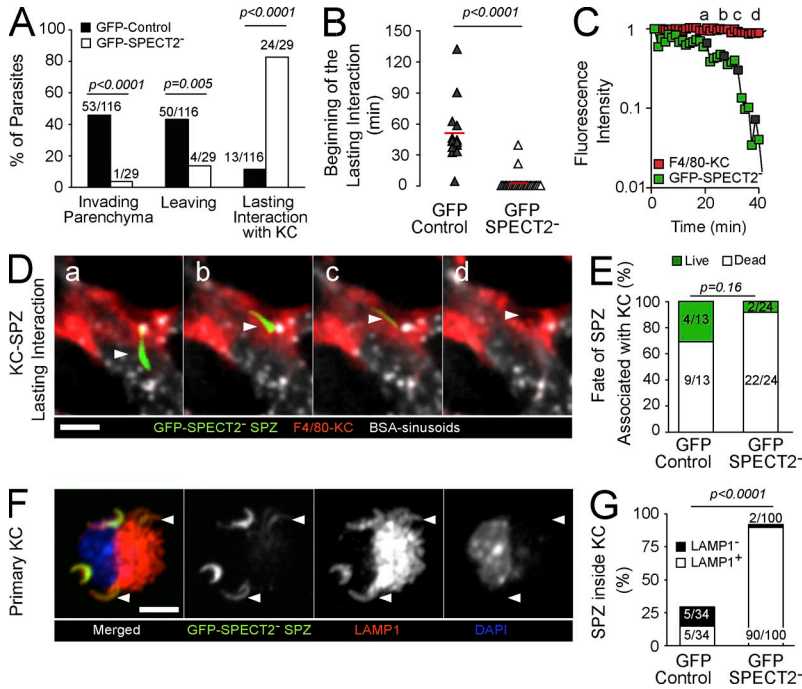 A
GFP-Control
GFP-SPECT2⁻
p<0.0001
24/29
100
80
60
40
20
0
% of Parasites
p<0.0001
53/116
1/29
p=0.005
50/116
4/29
13/116
Invading
Parenchyma
Leaving
Lasting
Interaction
with KC
B
p<0.0001
Beginning of the
Lasting Interaction
(min)
150
120
90
60
30
0
GFP
Control
GFP
SPECT2⁻
C
a b c d
Fluorescence
Intensity
1
0.1
0.01
F4/80-KC
GFP-SPECT2⁻
0 20 40
Time (min)
D
KC-SPZ
Lasting Interaction
a
b
c
d
GFP-SPECT2⁻ SPZ F4/80-KC BSA-sinusoids
E
Live Dead
p=0.16
Fate of SPZ
Associated with KC (%)
100
80
60
40
20
0
4/13
2/24
9/13
22/24
GFP
Control
GFP
SPECT2⁻
F
Primary KC
Merged GFP-SPECT2⁻ SPZ LAMP1 DAPI
G
p<0.0001
2/100
SPZ inside KC
(%)
100
75
50
25
0
LAMP1⁻
LAMP1⁺
5/34
5/34
90/100
GFP
Control
GFP
SPECT2⁻